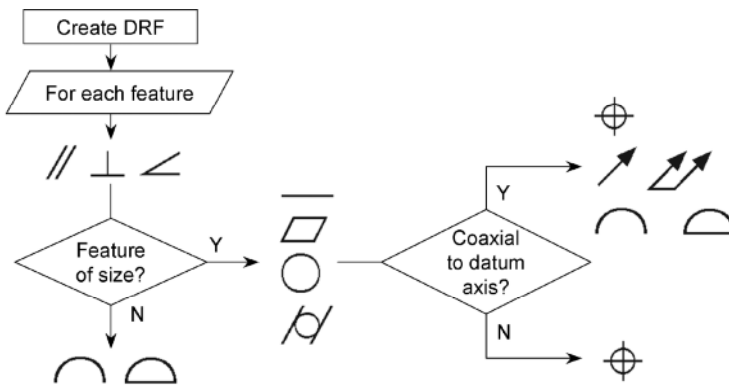 Create DRF
For each feature
Feature
of size?
Y
N
Coaxial
to datum
axis?
Y
N